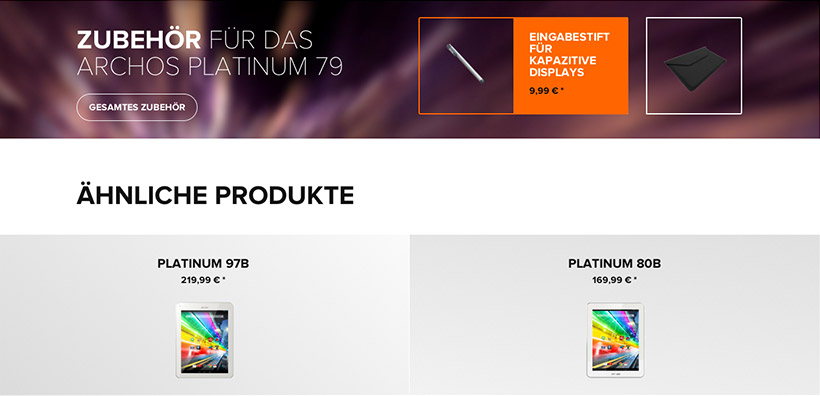 ZUBEHÖR FÜR DAS
ARCHOS PLATINUM 79
GESAMTES ZUBEHÖR
EINGABESTIFT
FÜR
KAPAZITIVE
DISPLAYS
9,99 € *
ÄHNLICHE PRODUKTE
PLATINUM 97B
219,99 € *
PLATINUM 80B
169,99 € *